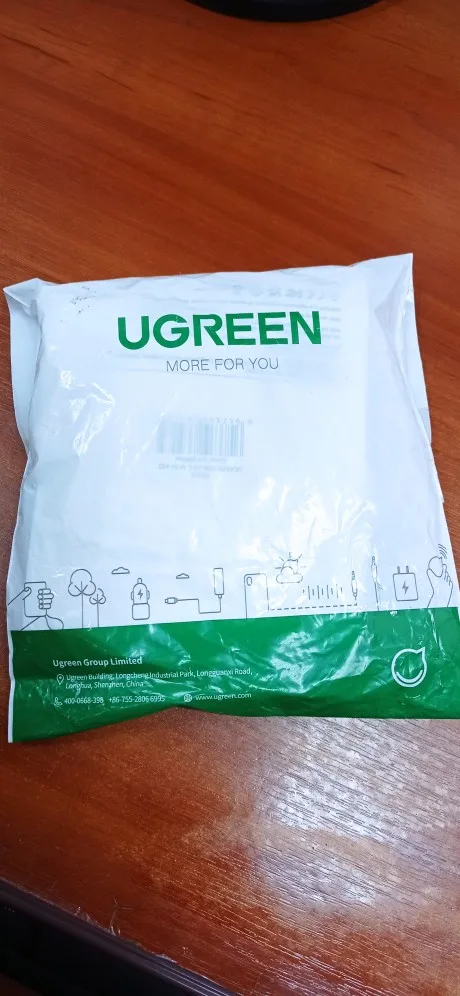 UGREEN
MORE FOR YOU
Ugreen Group Limited
Ugreen Building, Longcheng Industrial Park, Longguanxi Road,
Longhua, Shenzhen, China
400-0668-398 +86-755-2806 6995 www.ugreen.com